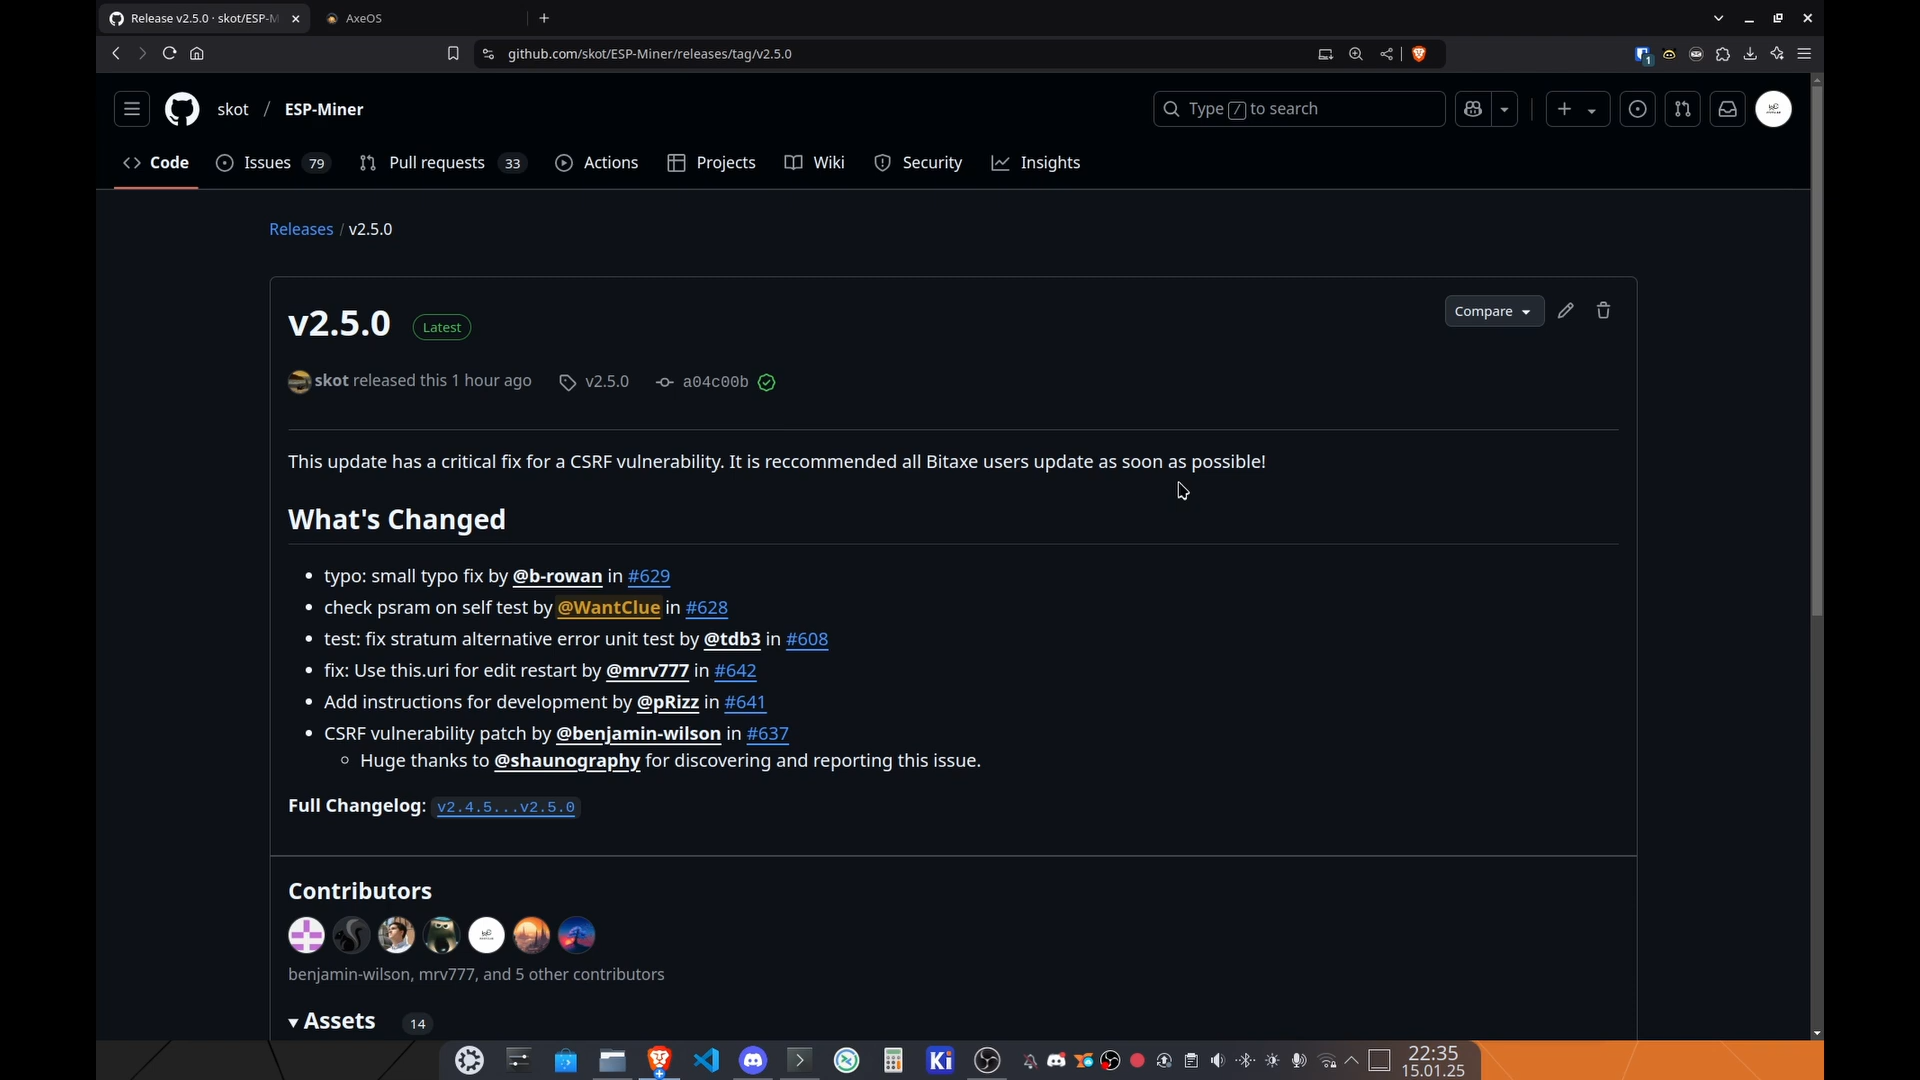 Release v2.5.0 · skot/ESP-M
AxeOS
github.com/skot/ESP-Miner/releases/tag/v2.5.0
1
skot / ESP-Miner
Type / to search
Code
Issues 79
Pull requests 33
Actions
Projects
Wiki
Security
Insights
Releases / v2.5.0
v2.5.0 Latest
Compare
skot released this 1 hour ago v2.5.0 a04c00b
This update has a critical fix for a CSRF vulnerability. It is reccommended all Bitaxe users update as soon as possible!
What's Changed
• typo: small typo fix by @b-rowan in #629
• check psram on self test by @WantClue in #628
• test: fix stratum alternative error unit test by @tdb3 in #608
• fix: Use this.uri for edit restart by @mrv777 in #642
• Add instructions for development by @pRizz in #641
• CSRF vulnerability patch by @benjamin-wilson in #637
◦ Huge thanks to @shaunography for discovering and reporting this issue.
Full Changelog: v2.4.5...v2.5.0
Contributors
benjamin-wilson, mrv777, and 5 other contributors
Assets 14
Ki
22:35
15.01.25